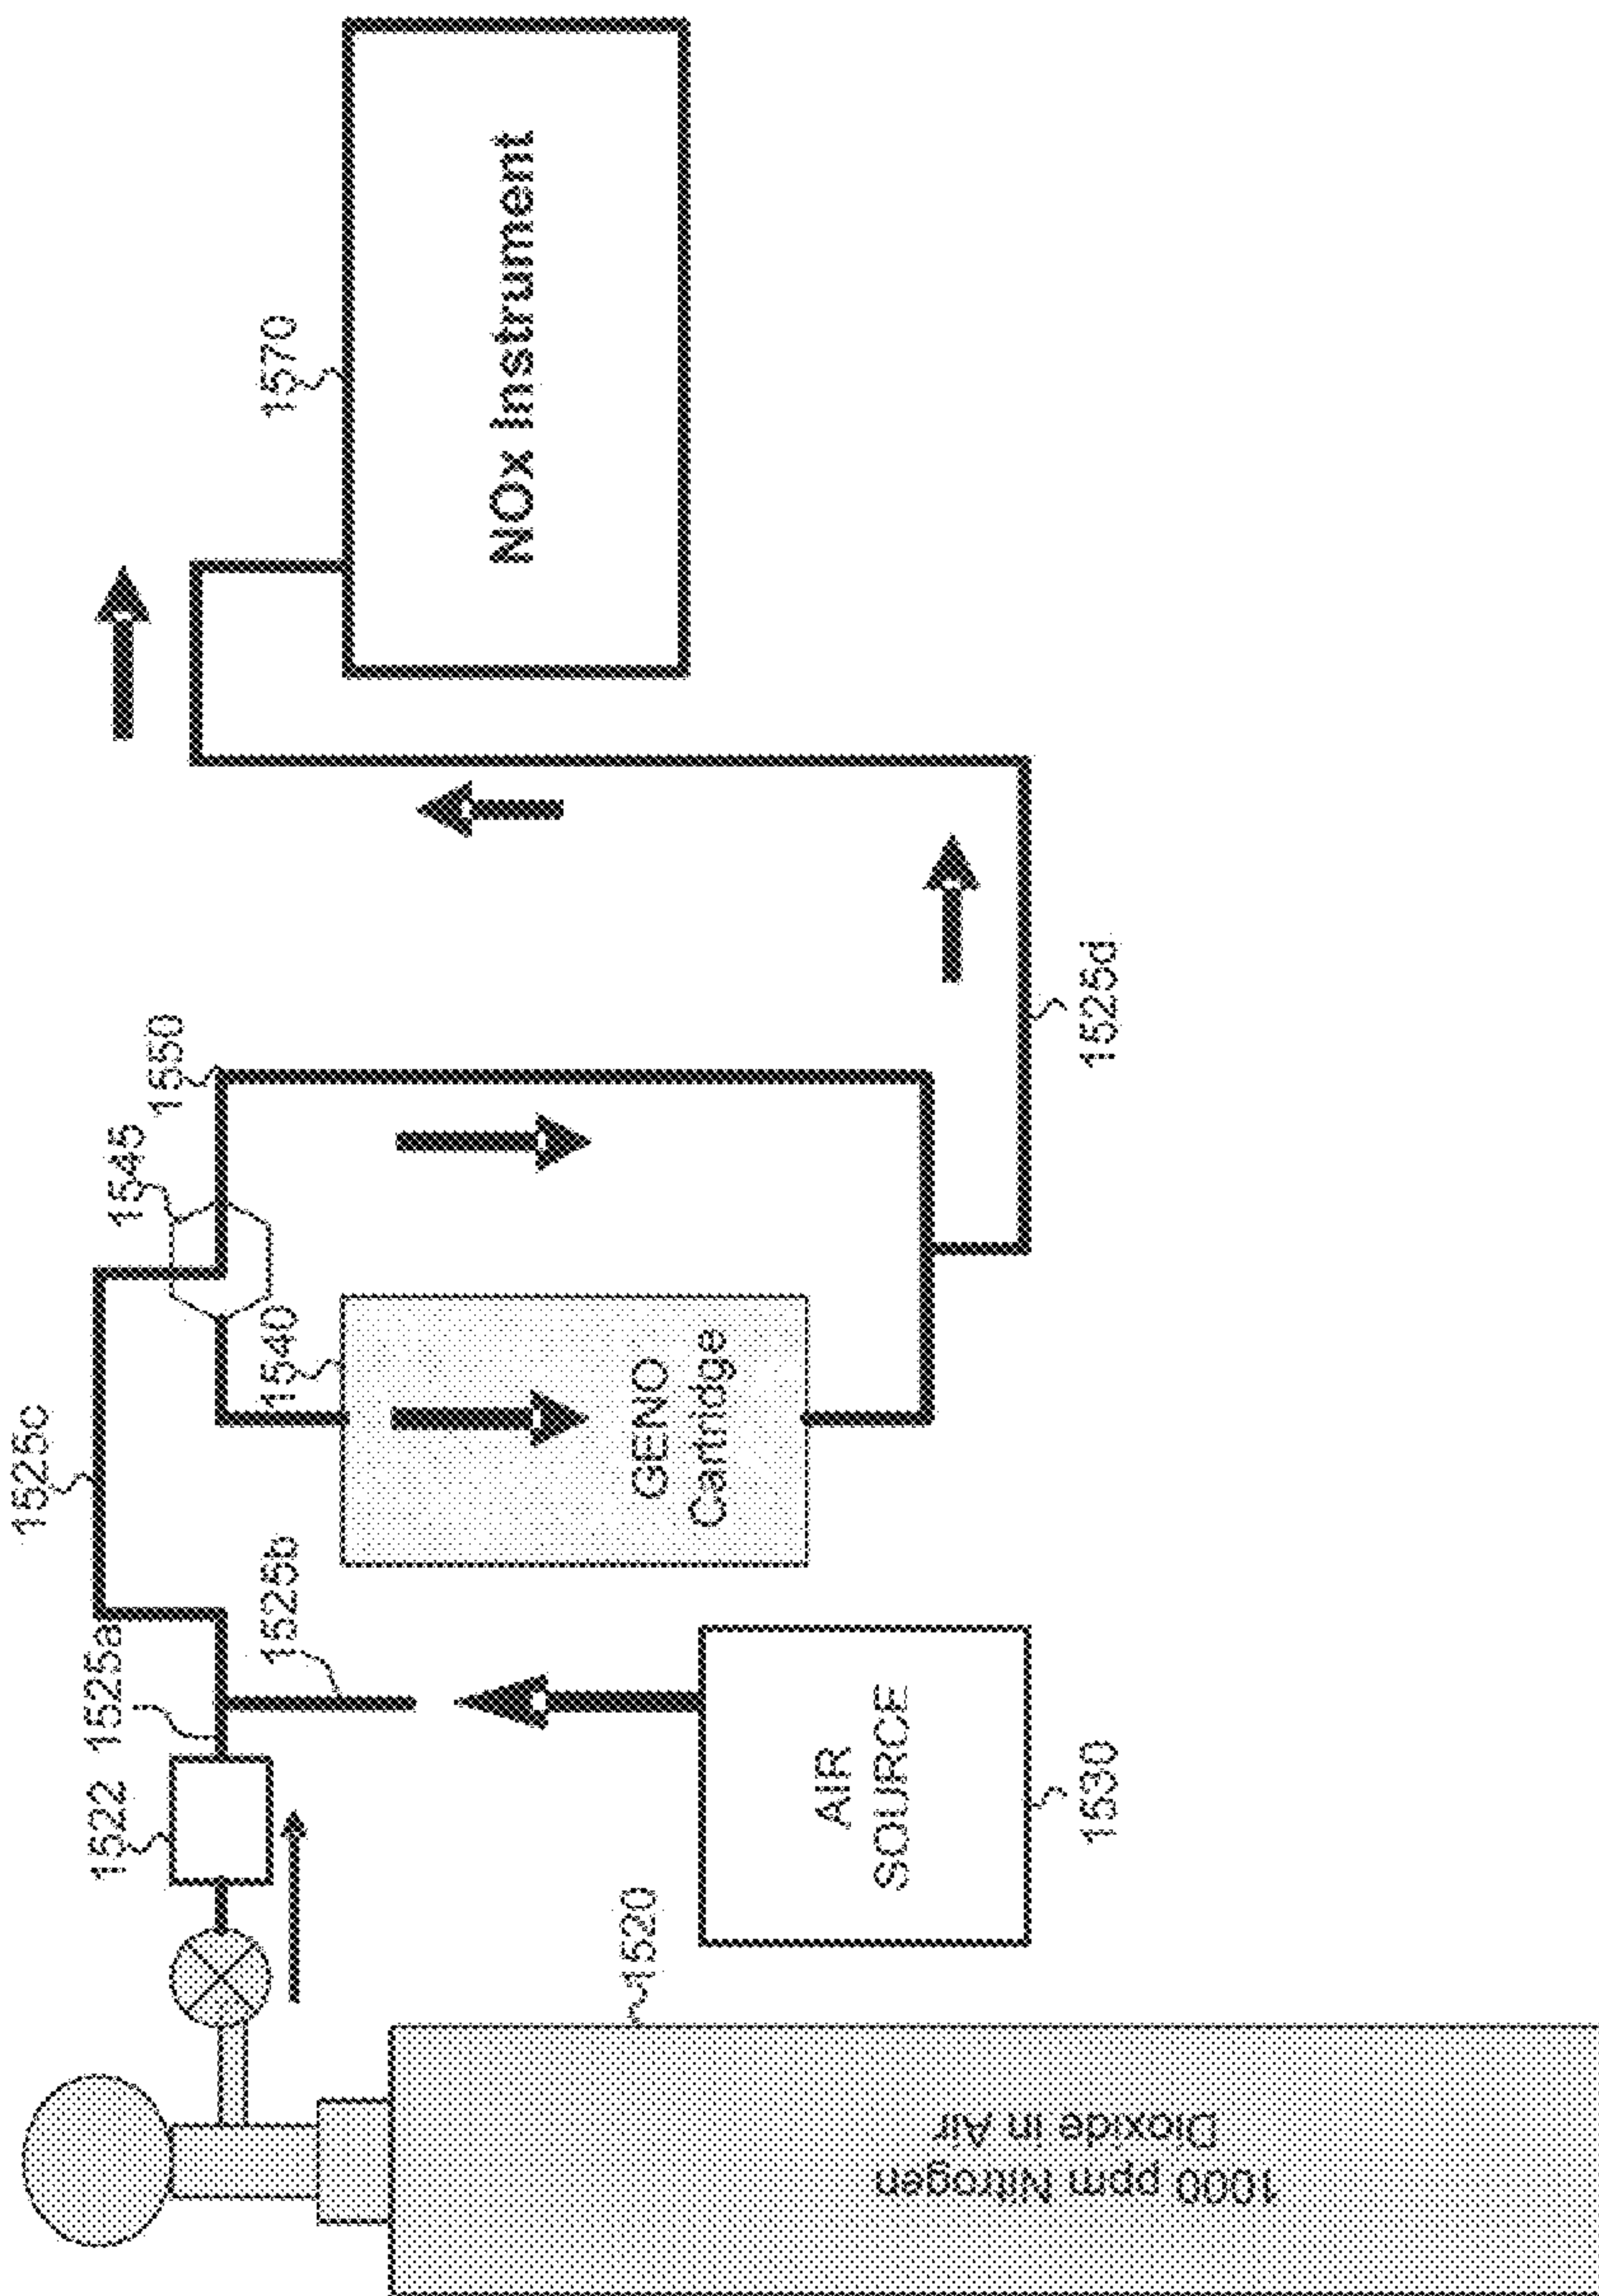 1520
1000 ppm Nitrogen
Dioxide in Air
1522
1525a
1525b
AIR
SOURCE
1530
1525c
1540
GENO
Cartridge
1545
1550
1525d
1570
NOx Instrument